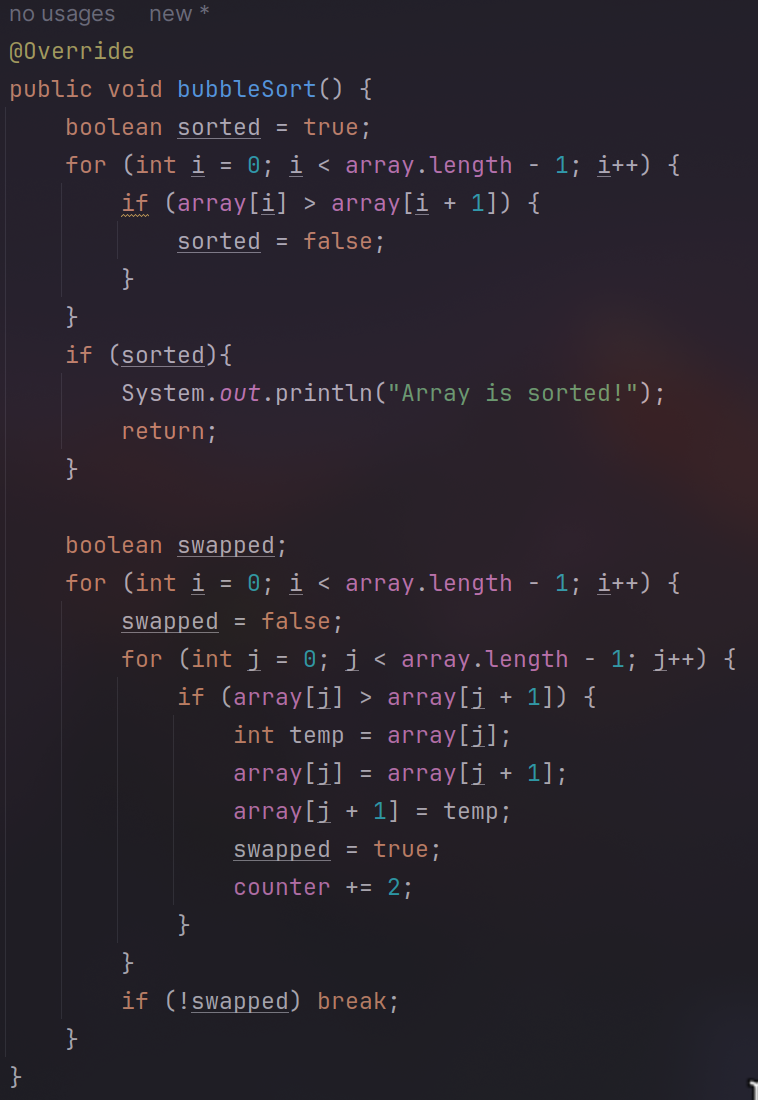 no usages   new *
@Override
public void bubbleSort() {
    boolean sorted = true;
    for (int i = 0; i < array.length - 1; i++) {
        if (array[i] > array[i + 1]) {
            sorted = false;
        }
    }
    if (sorted){
        System.out.println("Array is sorted!");
        return;
    }

    boolean swapped;
    for (int i = 0; i < array.length - 1; i++) {
        swapped = false;
        for (int j = 0; j < array.length - 1; j++) {
            if (array[j] > array[j + 1]) {
                int temp = array[j];
                array[j] = array[j + 1];
                array[j + 1] = temp;
                swapped = true;
                counter += 2;
            }
        }
        if (!swapped) break;
    }
}